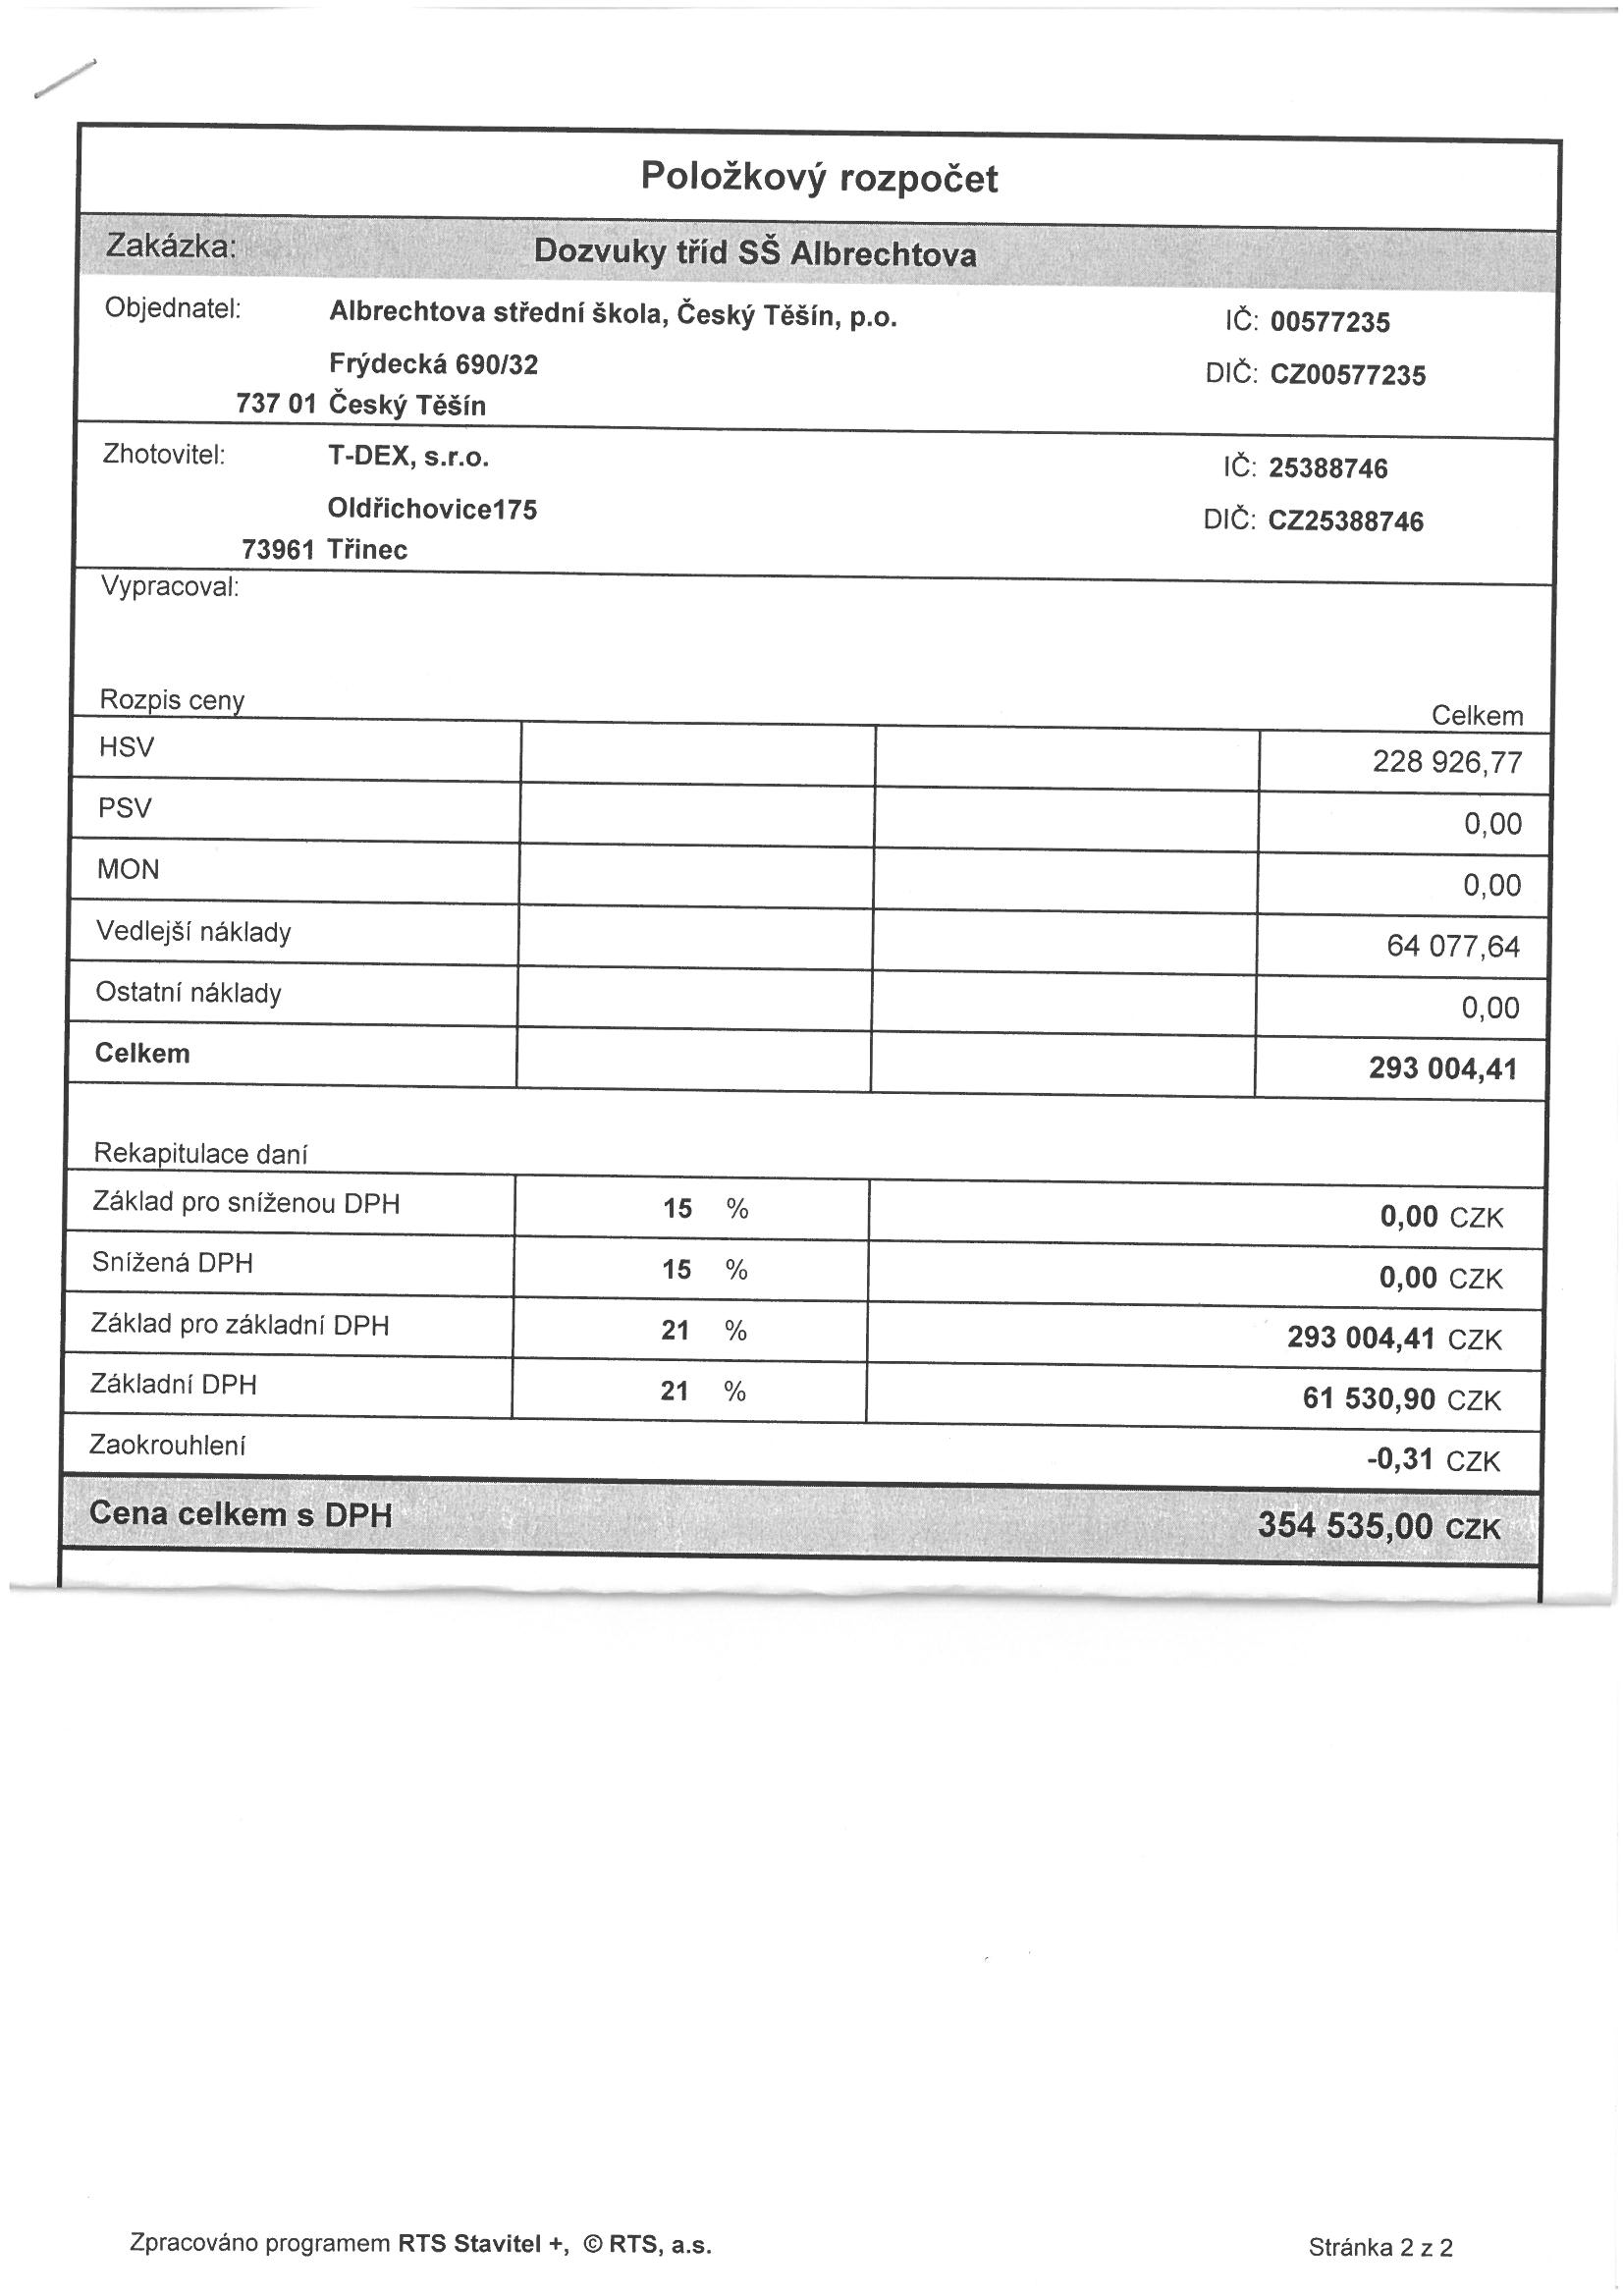 Položkový rozpočet
Zakázka: Dozvuky tříd SŠ Albrechtova
Objednatel: Albrechtova střední škola, Český Těšín, p.o. IČ: 00577235
Frýdecká 690/32 DIČ: CZ00577235
737 01 Český Těšín
Zhotovitel: T-DEX, s.r.o. IČ: 25388746
Oldřichovice175 DIČ: CZ25388746
73961 Třinec
Vypracoval:
Rozpis ceny Celkem
HSV 228 926,77
PSV 0,00
MON 0,00
Vedlejší náklady 64 077,64
Ostatní náklady 0,00
Celkem 293 004,41
Rekapitulace daní
Základ pro sníženou DPH 15 % 0,00 CZK
Snížená DPH 15 % 0,00 CZK
Základ pro základní DPH 21 % 293 004,41 CZK
Základní DPH 21 % 61 530,90 CZK
Zaokrouhlení -0,31 CZK
Cena celkem s DPH 354 535,00 CZK
Zpracováno programem RTS Stavitel +, © RTS, a.s. Stránka 2 z 2